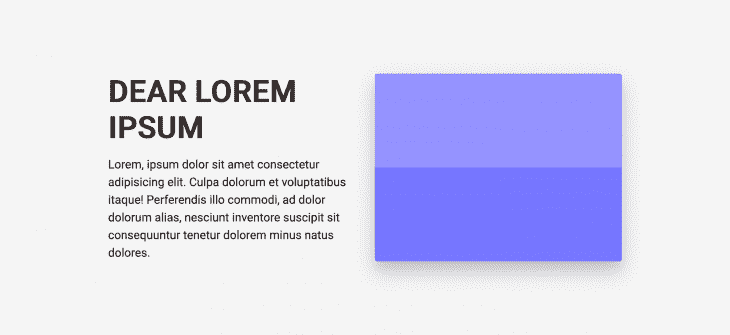 DEAR LOREM
IPSUM
Lorem, ipsum dolor sit amet consectetur
adipisicing elit. Culpa dolorum et voluptatibus
itaque! Perferendis illo commodi, ad dolor
dolorum alias, nesciunt inventore suscipit sit
consequuntur tenetur dolorem minus natus
dolores.